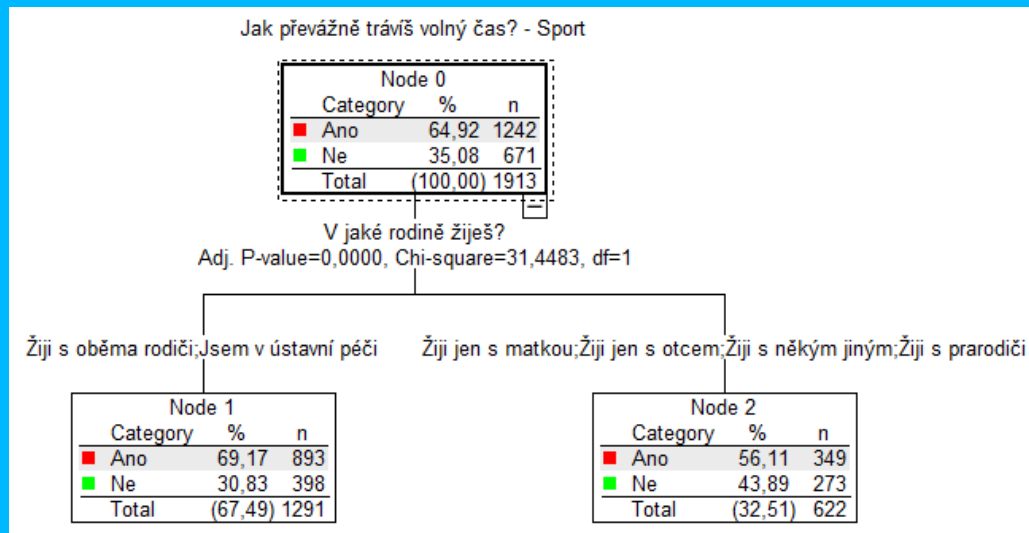 Jak převážně trávíš volný čas? - Sport
Node 0
Category % n
Ano 64,92 1242
Ne 35,08 671
Total (100,00) 1913
V jaké rodině žiješ?
Adj. P-value=0,0000, Chi-square=31,4483, df=1
Žiji s oběma rodiči;Jsem v ústavní péči
Žiji jen s matkou;Žiji jen s otcem;Žiji s někým jiným;Žiji s prarodiči
Node 1
Category % n
Ano 69,17 893
Ne 30,83 398
Total (67,49) 1291
Node 2
Category % n
Ano 56,11 349
Ne 43,89 273
Total (32,51) 622